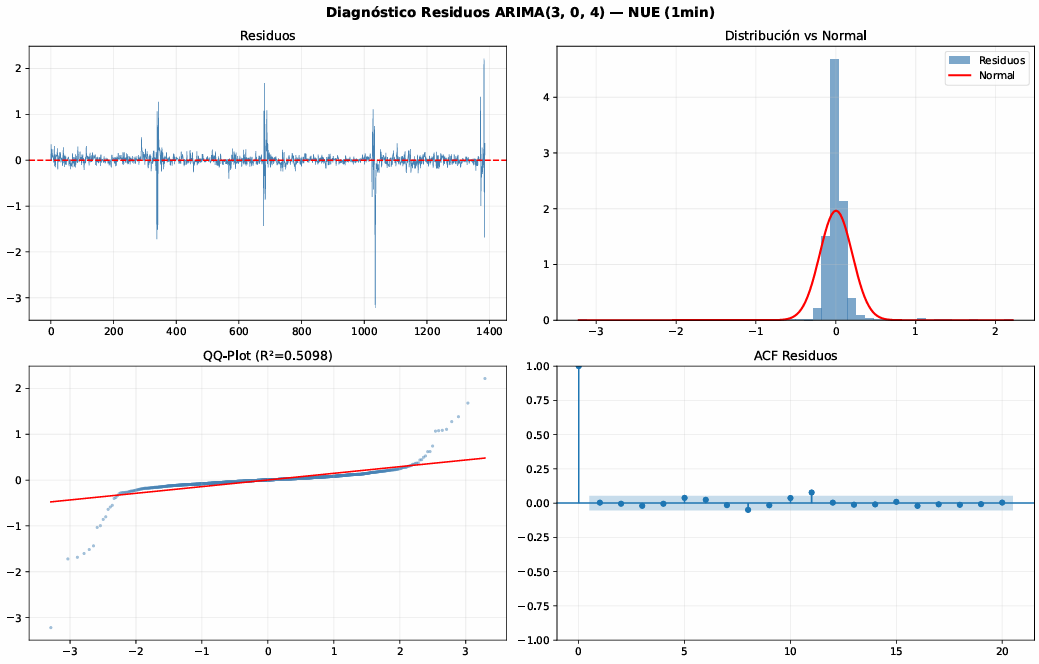 Diagnóstico Residuos ARIMA(3, 0, 4) — NUE (1min)
Residuos
2
1
0
−1
−2
−3
0 200 400 600 800 1000 1200 1400
Distribución vs Normal
Residuos
Normal
4
3
2
1
0
−3 −2 −1 0 1 2
QQ-Plot (R²=0.5098)
2
1
0
−1
−2
−3
−3 −2 −1 0 1 2 3
ACF Residuos
1.00
0.75
0.50
0.25
0.00
−0.25
−0.50
−0.75
−1.00
0 5 10 15 20